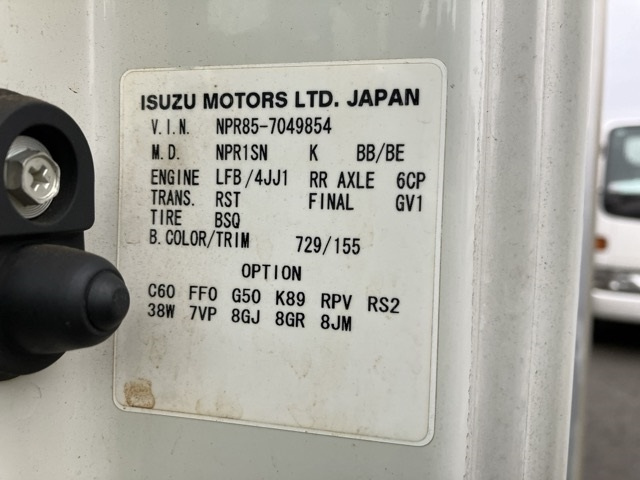 ISUZU MOTORS LTD. JAPAN
V.I.N. NPR85-7049854
M.D. NPR1SN K BB/BE
ENGINE LFB/4JJ1 RR AXLE 6CP
TRANS. RST FINAL GV1
TIRE BSQ
B.COLOR/TRIM 729/155
OPTION
C60 FF0 G50 K89 RPV RS2
38W 7VP 8GJ 8GR 8JM